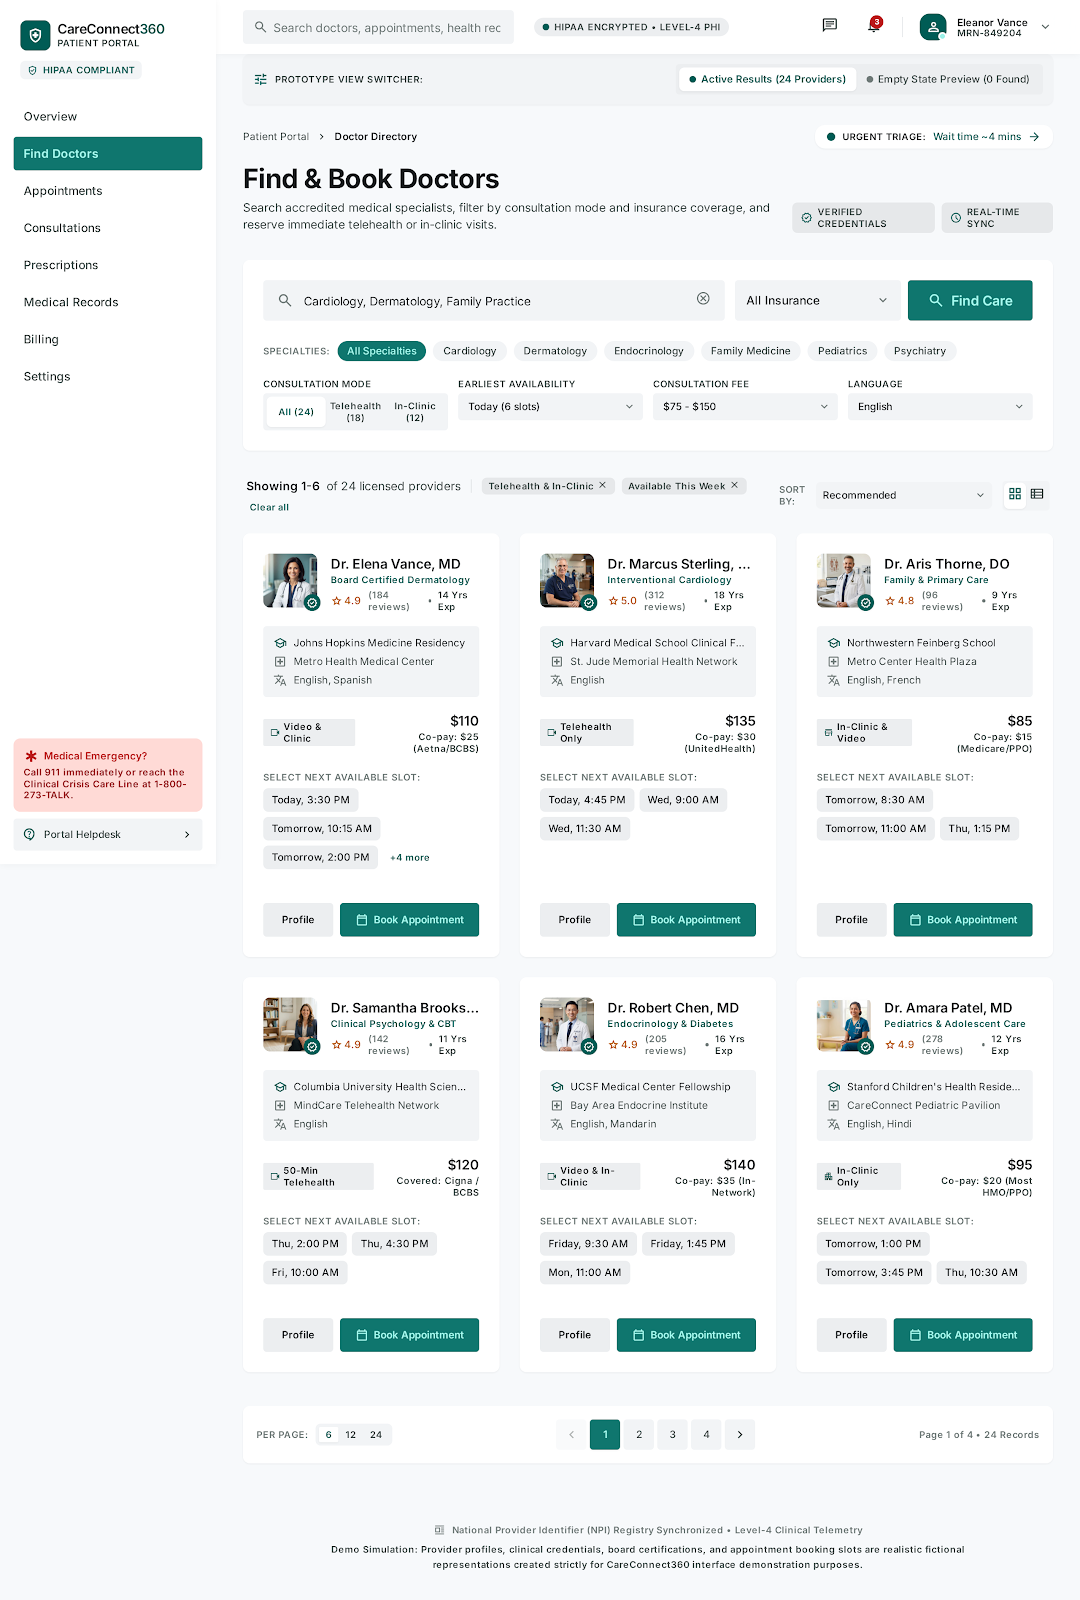 CareConnect360
PATIENT PORTAL
HIPAA COMPLIANT
Overview
Find Doctors
Appointments
Consultations
Prescriptions
Medical Records
Billing
Settings
Medical Emergency?
Call 911 immediately or reach the
Clinical Crisis Care Line at 1-800-
273-TALK.
Portal Helpdesk
Search doctors, appointments, health rec
HIPAA ENCRYPTED • LEVEL-4 PHI
3
Eleanor Vance
MRN-849204
PROTOTYPE VIEW SWITCHER:
Active Results (24 Providers)
Empty State Preview (0 Found)
Patient Portal
Doctor Directory
URGENT TRIAGE: Wait time ~4 mins
Find & Book Doctors
Search accredited medical specialists, filter by consultation mode and insurance coverage, and
reserve immediate telehealth or in-clinic visits.
VERIFIED
CREDENTIALS
REAL-TIME
SYNC
Cardiology, Dermatology, Family Practice
All Insurance
Find Care
SPECIALTIES:
All Specialties
Cardiology
Dermatology
Endocrinology
Family Medicine
Pediatrics
Psychiatry
CONSULTATION MODE
All (24)
Telehealth
(18)
In-Clinic
(12)
EARLIEST AVAILABILITY
Today (6 slots)
CONSULTATION FEE
$75 - $150
LANGUAGE
English
Showing 1-6 of 24 licensed providers
Telehealth & In-Clinic
Available This Week
Clear all
SORT
BY:
Recommended
Dr. Elena Vance, MD
Board Certified Dermatology
4.9
(184
reviews)
•
14 Yrs
Exp
Johns Hopkins Medicine Residency
Metro Health Medical Center
English, Spanish
Video &
Clinic
$110
Co-pay: $25
(Aetna/BCBS)
SELECT NEXT AVAILABLE SLOT:
Today, 3:30 PM
Tomorrow, 10:15 AM
Tomorrow, 2:00 PM
+4 more
Profile
Book Appointment
Dr. Marcus Sterling, ...
Interventional Cardiology
5.0
(312
reviews)
•
18 Yrs
Exp
Harvard Medical School Clinical F...
St. Jude Memorial Health Network
English
Telehealth
Only
$135
Co-pay: $30
(UnitedHealth)
SELECT NEXT AVAILABLE SLOT:
Today, 4:45 PM
Wed, 9:00 AM
Wed, 11:30 AM
Profile
Book Appointment
Dr. Aris Thorne, DO
Family & Primary Care
4.8
(96
reviews)
•
9 Yrs
Exp
Northwestern Feinberg School
Metro Center Health Plaza
English, French
In-Clinic &
Video
$85
Co-pay: $15
(Medicare/PPO)
SELECT NEXT AVAILABLE SLOT:
Tomorrow, 8:30 AM
Tomorrow, 11:00 AM
Thu, 1:15 PM
Profile
Book Appointment
Dr. Samantha Brooks...
Clinical Psychology & CBT
4.9
(142
reviews)
•
11 Yrs
Exp
Columbia University Health Scien...
MindCare Telehealth Network
English
50-Min
Telehealth
$120
Covered: Cigna /
BCBS
SELECT NEXT AVAILABLE SLOT:
Thu, 2:00 PM
Thu, 4:30 PM
Fri, 10:00 AM
Profile
Book Appointment
Dr. Robert Chen, MD
Endocrinology & Diabetes
4.9
(205
reviews)
•
16 Yrs
Exp
UCSF Medical Center Fellowship
Bay Area Endocrine Institute
English, Mandarin
Video & In-
Clinic
$140
Co-pay: $35 (In-
Network)
SELECT NEXT AVAILABLE SLOT:
Friday, 9:30 AM
Friday, 1:45 PM
Mon, 11:00 AM
Profile
Book Appointment
Dr. Amara Patel, MD
Pediatrics & Adolescent Care
4.9
(278
reviews)
•
12 Yrs
Exp
Stanford Children's Health Reside...
CareConnect Pediatric Pavilion
English, Hindi
In-Clinic
Only
$95
Co-pay: $20 (Most
HMO/PPO)
SELECT NEXT AVAILABLE SLOT:
Tomorrow, 1:00 PM
Tomorrow, 3:45 PM
Thu, 10:30 AM
Profile
Book Appointment
PER PAGE: 6 12 24
1 2 3 4
Page 1 of 4 • 24 Records
National Provider Identifier (NPI) Registry Synchronized • Level-4 Clinical Telemetry
Demo Simulation: Provider profiles, clinical credentials, board certifications, and appointment booking slots are realistic fictional
representations created strictly for CareConnect360 interface demonstration purposes.